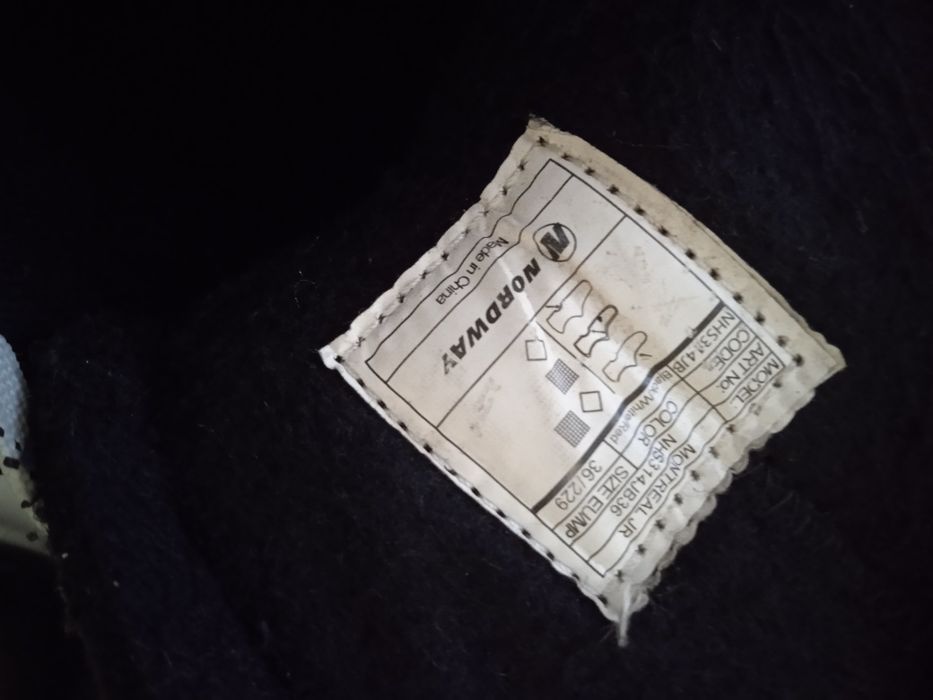 MODEL: MONTREAL JR
ART NO: NHS314JB36
CODE: COLOR SIZE EU/MP
NHS314JB Black/White/Red 36/229
NORDWAY
Made in China